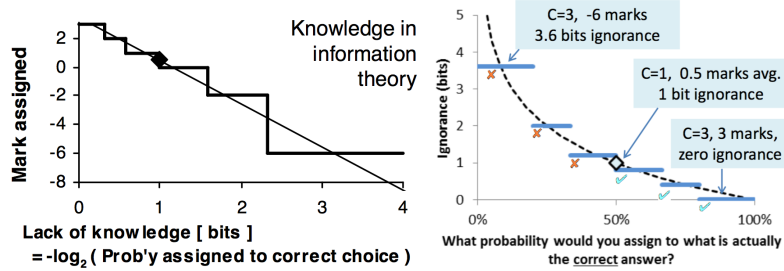 Knowledge in
information
theory
Mark assigned
2
0
-2
-4
-6
-8
0
1
2
3
4
Lack of knowledge [ bits ]
= -log₂ ( Prob'y assigned to correct choice )
C=3, -6 marks
3.6 bits ignorance
C=1, 0.5 marks avg.
1 bit ignorance
C=3, 3 marks,
zero ignorance
Ignorance (bits)
5
4
3
2
1
0
0%
50%
100%
What probability would you assign to what is actually
the correct answer?